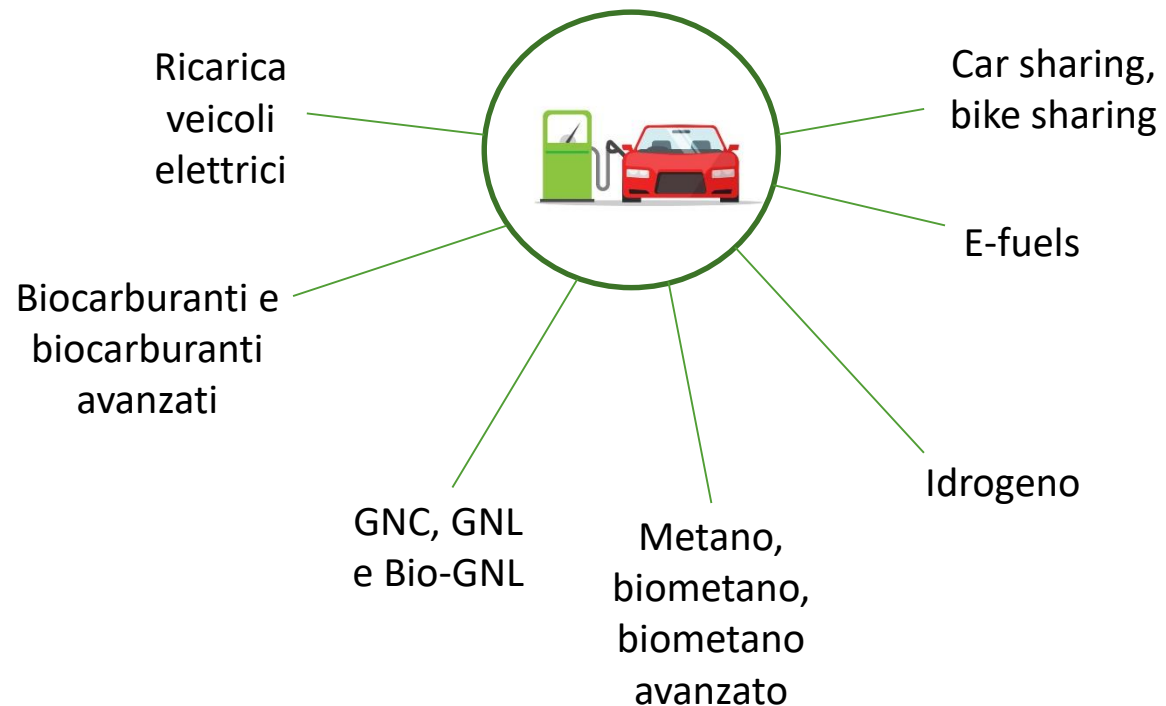 Ricarica
veicoli
elettrici
Car sharing,
bike sharing
E-fuels
Biocarburanti e
biocarburanti
avanzati
Idrogeno
GNC, GNL
e Bio-GNL
Metano,
biometano,
biometano
avanzato